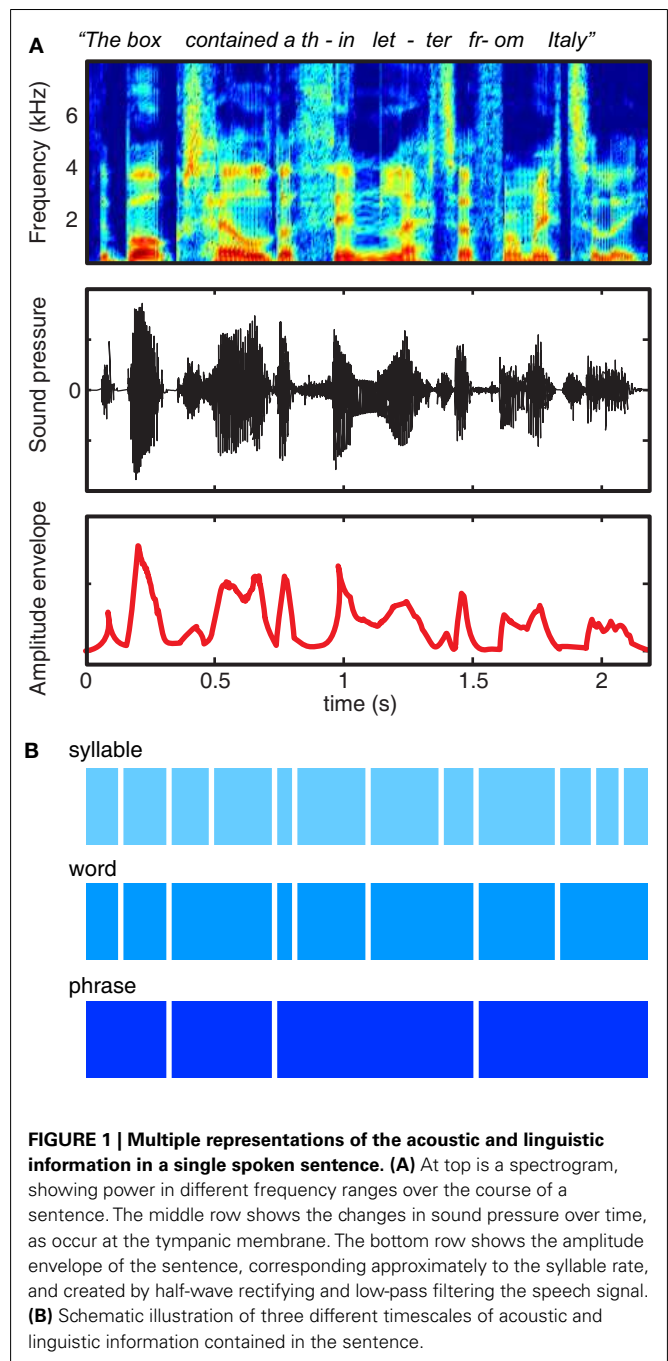 "The box contained a th - in let - ter fr- om Italy"
A
Frequency (kHz)
6
4
2
Sound pressure
0
Amplitude envelope
0 0.5 1 1.5 2
time (s)
B
syllable
word
phrase
FIGURE 1 | Multiple representations of the acoustic and linguistic
information in a single spoken sentence. (A) At top is a spectrogram,
showing power in different frequency ranges over the course of a
sentence. The middle row shows the changes in sound pressure over time,
as occur at the tympanic membrane. The bottom row shows the amplitude
envelope of the sentence, corresponding approximately to the syllable rate,
and created by half-wave rectifying and low-pass filtering the speech signal.
(B) Schematic illustration of three different timescales of acoustic and
linguistic information contained in the sentence.